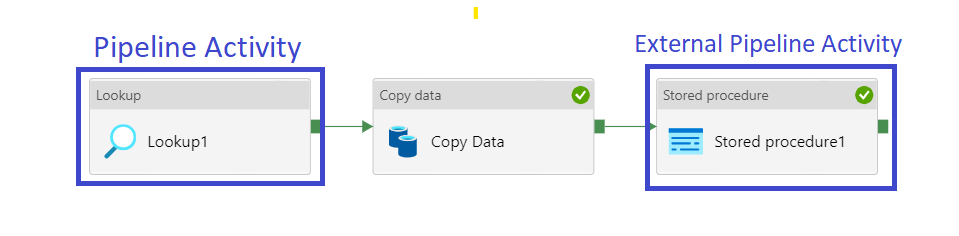 Pipeline Activity
External Pipeline Activity
Lookup
Copy data
Stored procedure
Lookup1
Copy Data
Stored procedure1